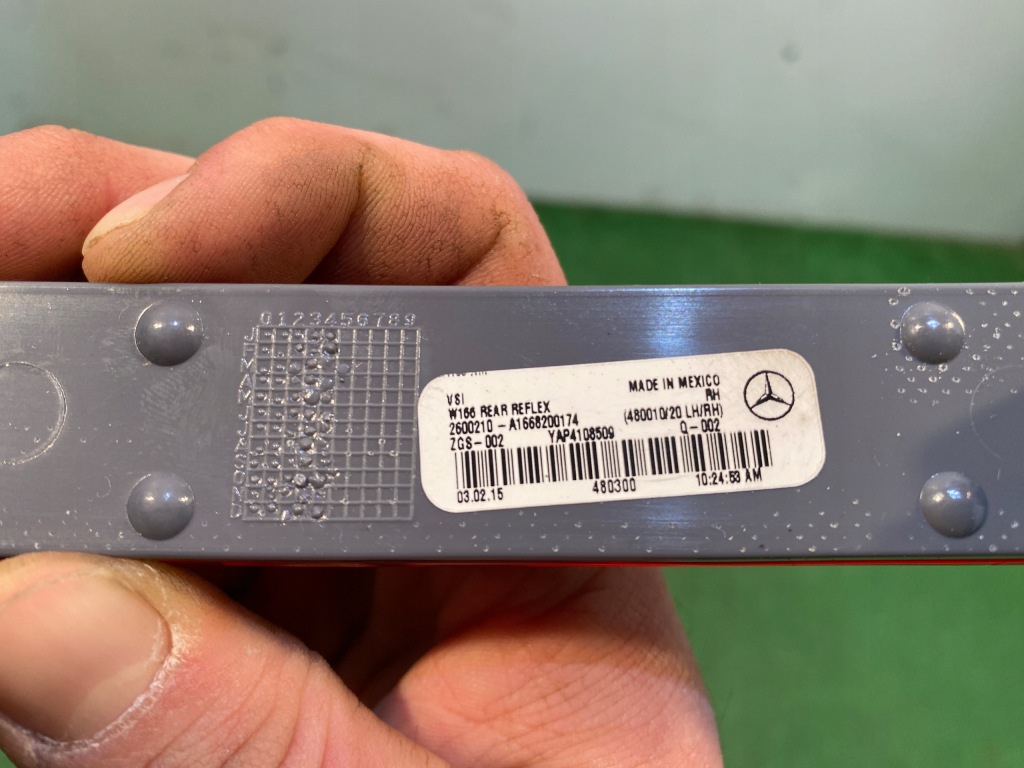 0123456789
J
M
A
M
J
S
O
N
D
VSI
W166 REAR REFLEX
2600210 - A1668200174
ZGS-002 YAP4108509
MADE IN MEXICO
RH
(480010/20 LH/RH)
Q-002
03.02.15 480300 10:24:53 AM